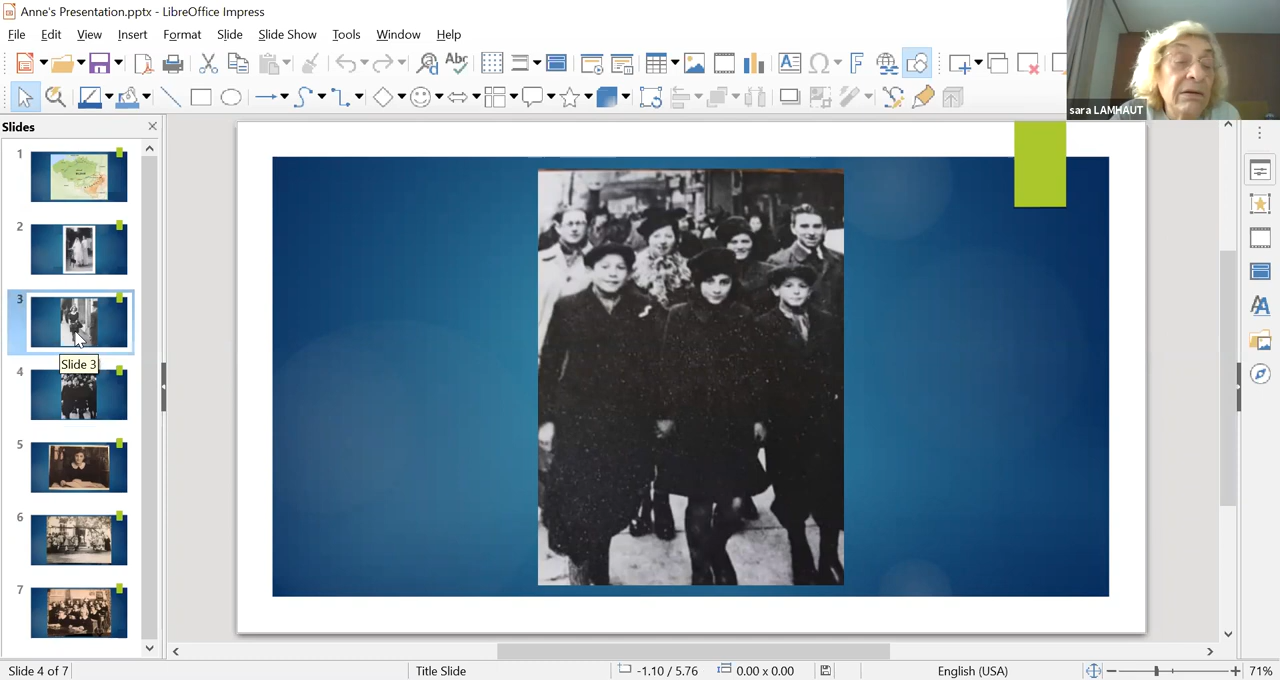 Anne's Presentation.pptx - LibreOffice Impress
File Edit View Insert Format Slide Slide Show Tools Window Help
Abc
sara LAMHAUT
Slides
1
2
3
Slide 3
4
5
6
7
Slide 4 of 7
Title Slide
-1.10 / 5.76
0.00 x 0.00
English (USA)
71%